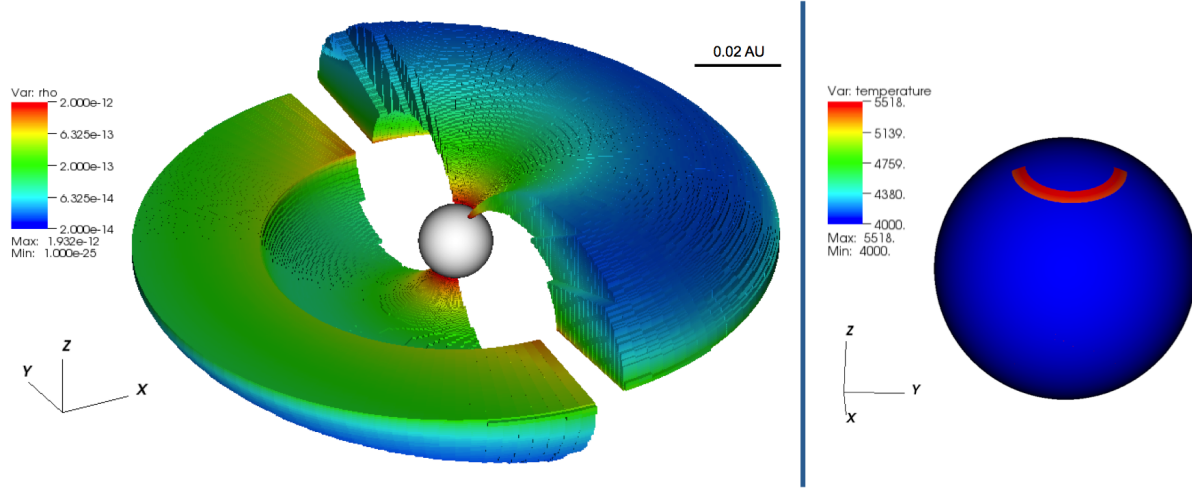 0.02 AU
Var: rho
2.000e-12
6.325e-13
2.000e-13
6.325e-14
2.000e-14
Max: 1.932e-12
Min: 1.000e-25
Z
Y
X
Var: temperature
5518.
5139.
4759.
4380.
4000.
Max: 5518.
Min: 4000.
Z
Y
X